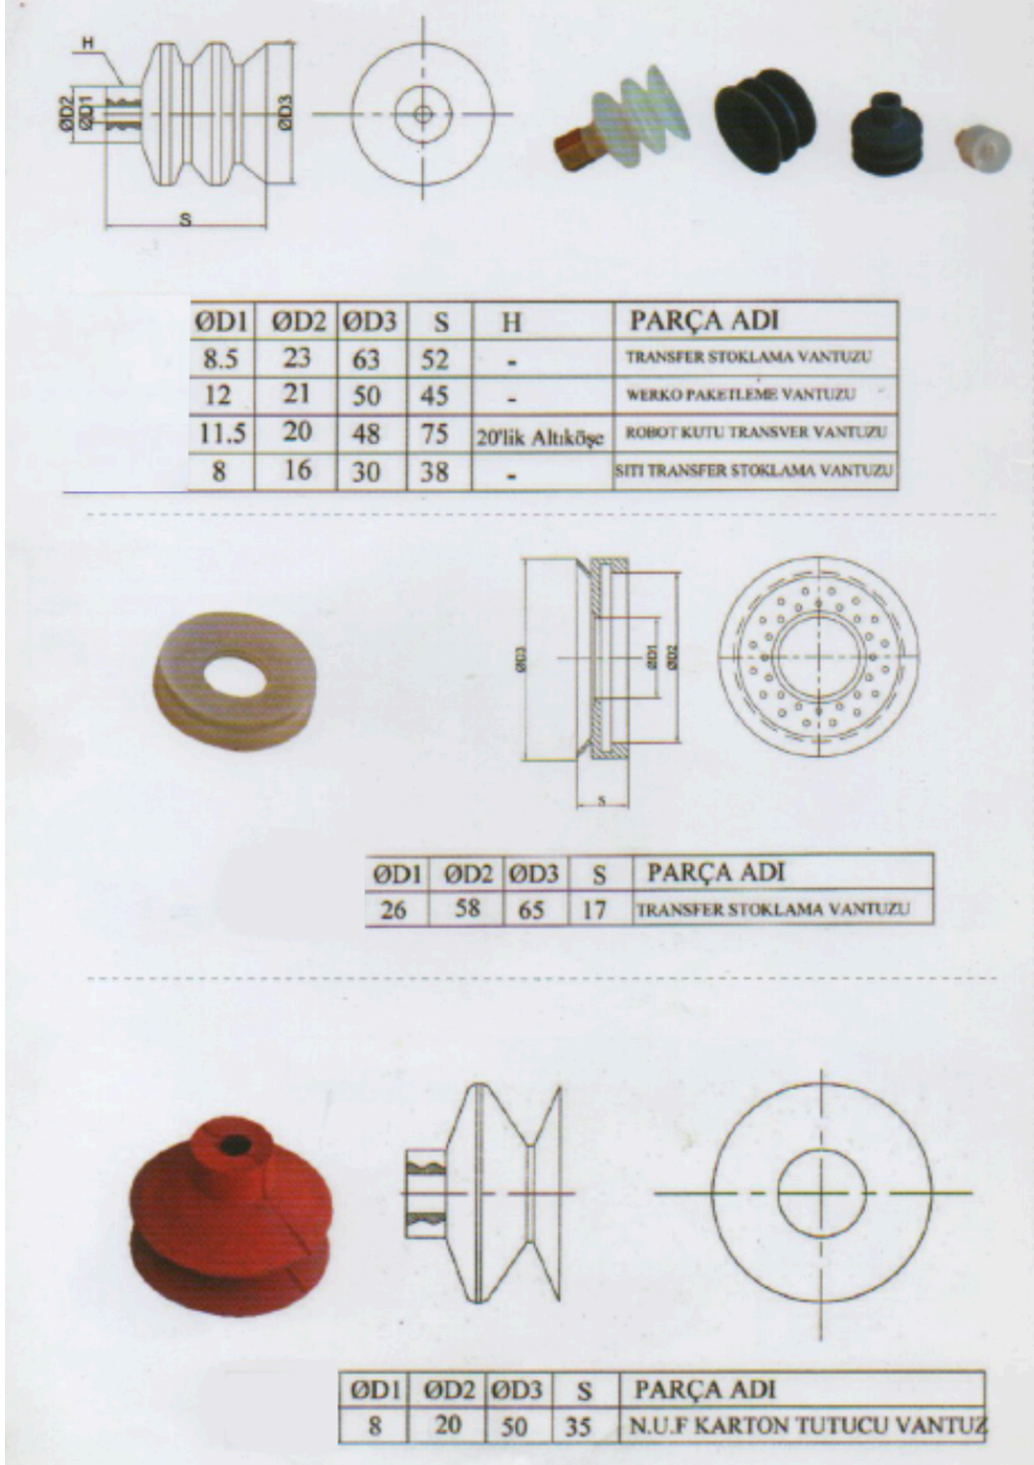 H
ØD2
ØD1
ØD3
S
ØD1 ØD2 ØD3 S H PARÇA ADI
8.5 23 63 52 - TRANSFER STOKLAMA VANTUZU
12 21 50 45 - WERKO PAKETLEME VANTUZU
11.5 20 48 75 20'lik Altıköşe ROBOT KUTU TRANSVER VANTUZU
8 16 30 38 - SITI TRANSFER STOKLAMA VANTUZU
ØD3
ØD1
ØD2
S
ØD1 ØD2 ØD3 S PARÇA ADI
26 58 65 17 TRANSFER STOKLAMA VANTUZU
ØD1 ØD2 ØD3 S PARÇA ADI
8 20 50 35 N.U.F KARTON TUTUCU VANTUZ